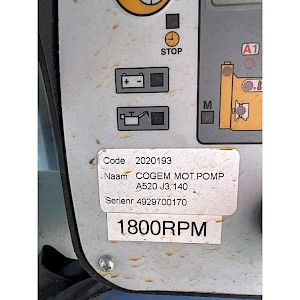 STOP
A1
M
Code 2020193
Naam COGEM MOT.POMP
A520 J3.140
Serienr 4929700170
1800RPM